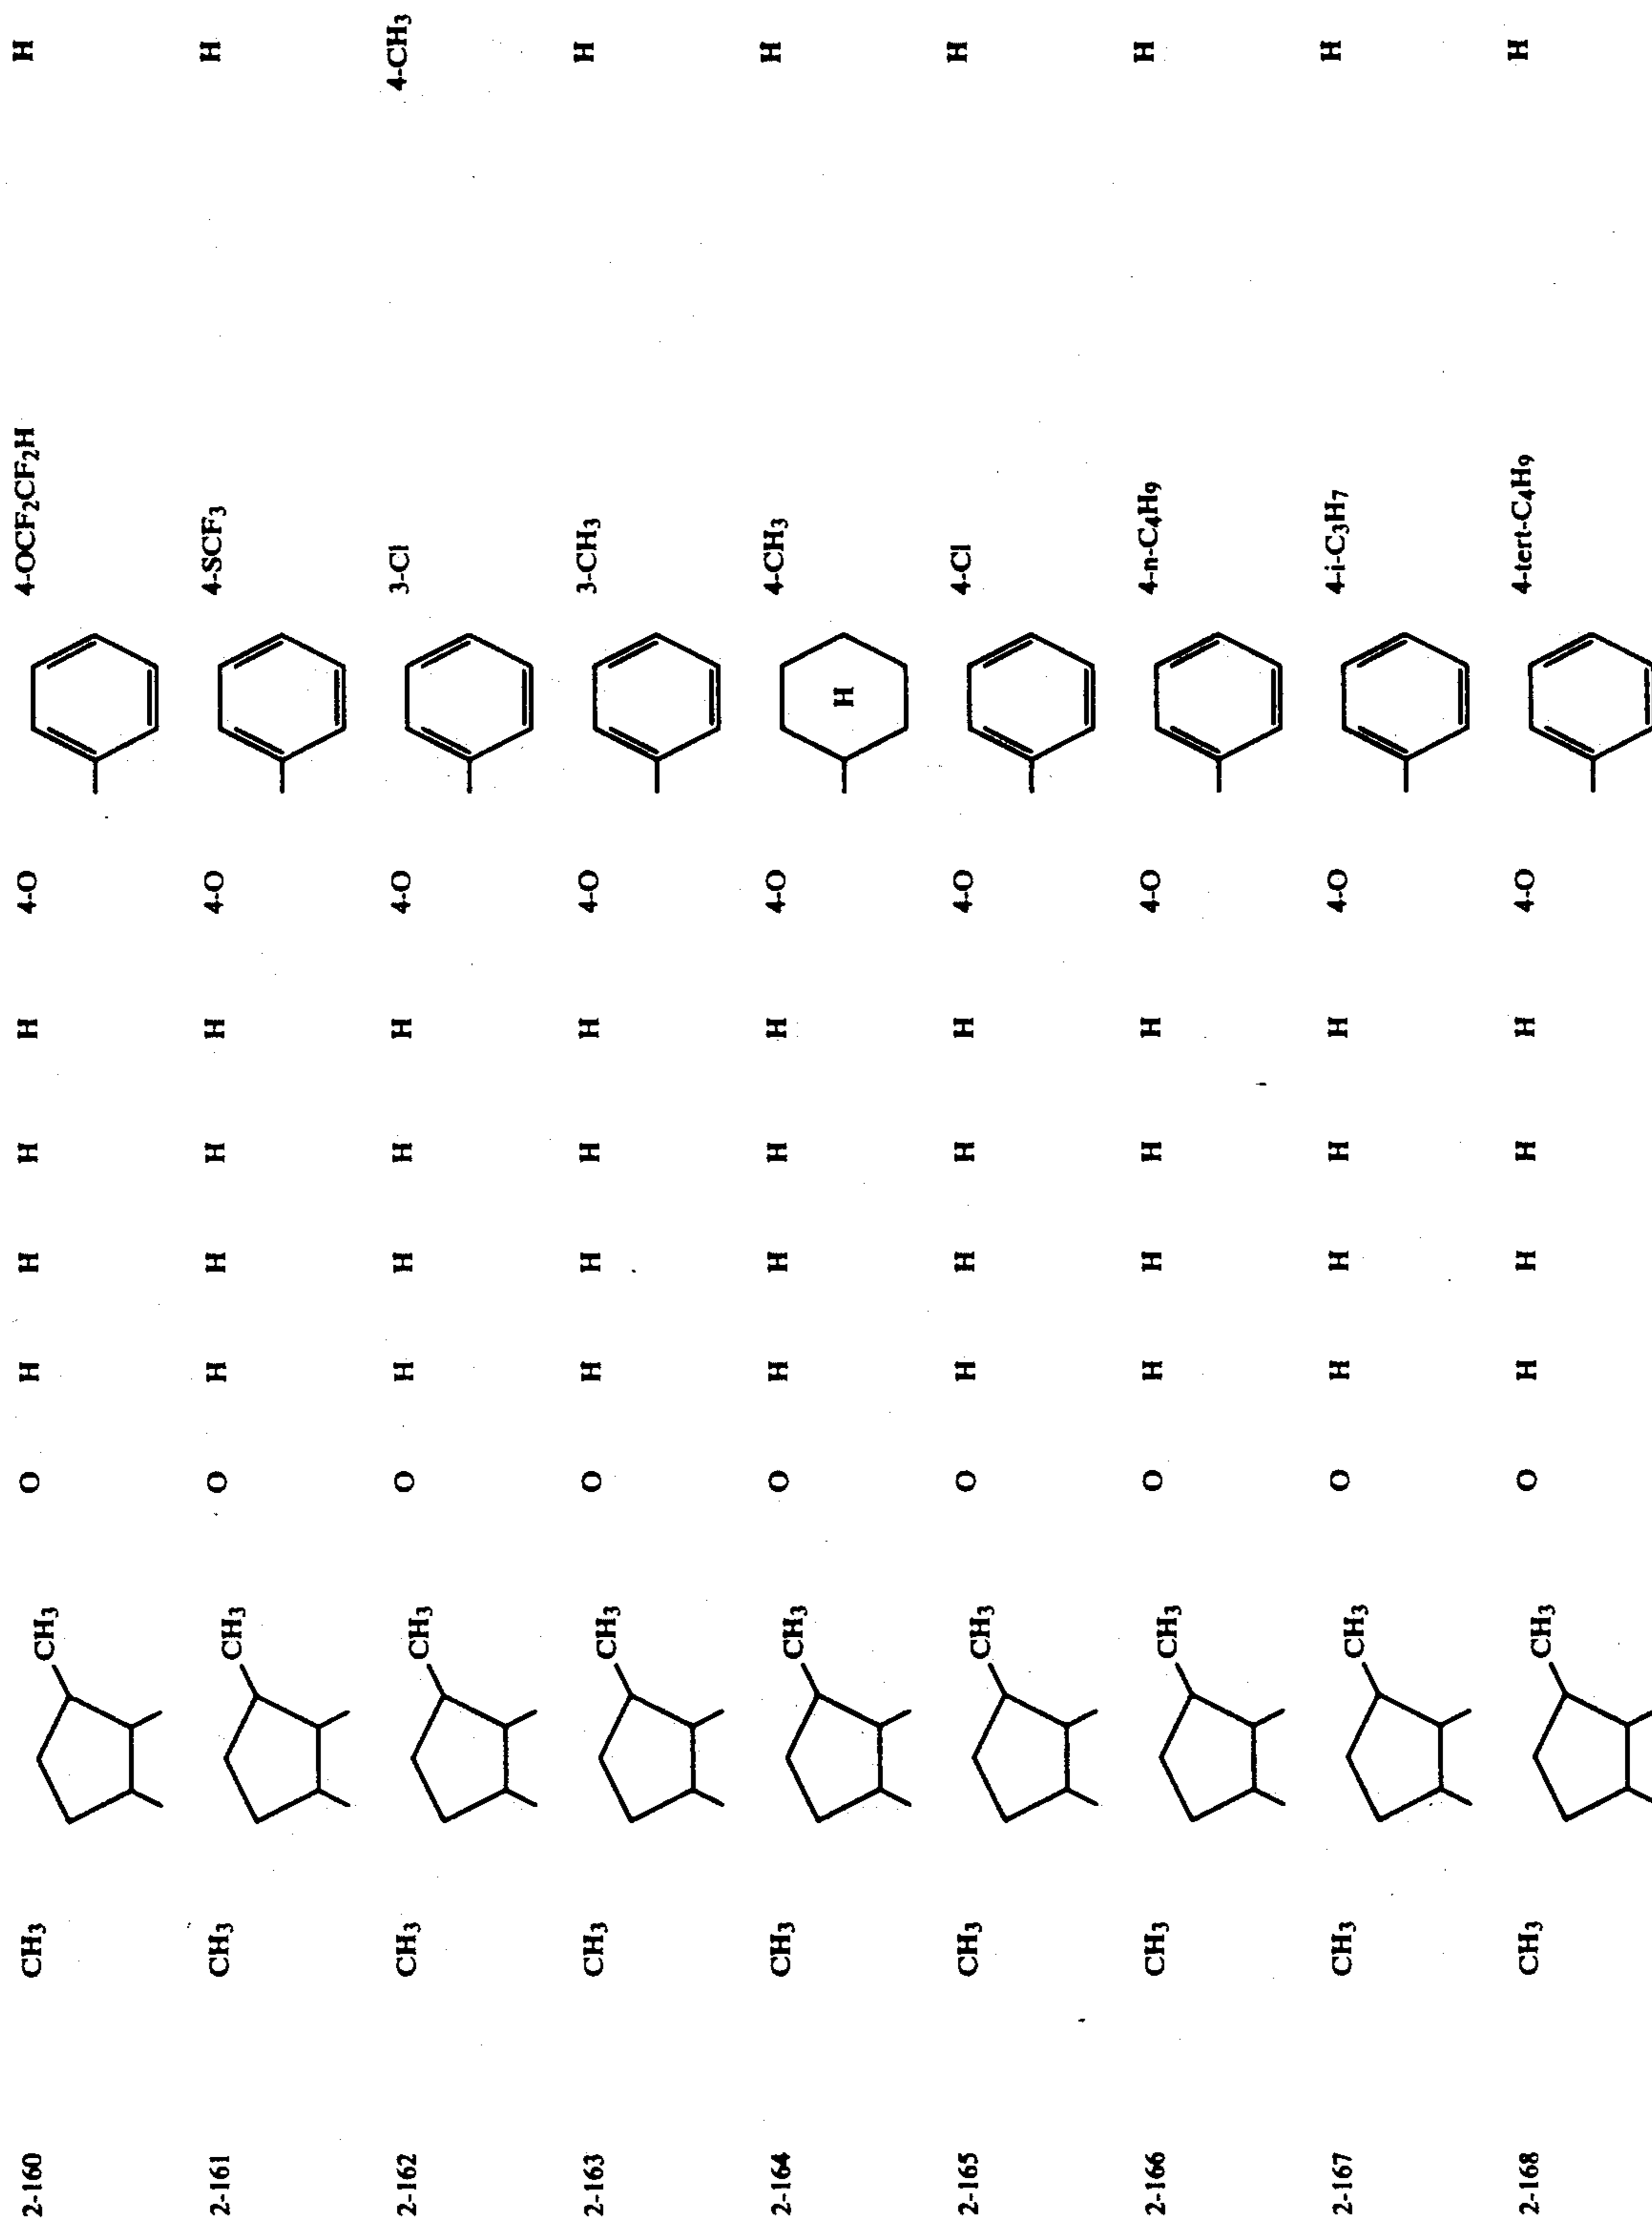 2-160 CH3 CH3 O H H H H 4-O 4-OCF2CF2H H
2-161 CH3 CH3 O H H H H 4-O 4-SCF3 H
2-162 CH3 CH3 O H H H H 4-O 3-Cl 4-CH3
2-163 CH3 CH3 O H H H H 4-O 3-CH3 H
2-164 CH3 CH3 O H H H H 4-O H 4-CH3 H
2-165 CH3 CH3 O H H H H 4-O 4-Cl H
2-166 CH3 CH3 O H H H H 4-O 4-n-C4H9 H
2-167 CH3 CH3 O H H H H 4-O 4-i-C3H7 H
2-168 CH3 CH3 O H H H H 4-O 4-tert-C4H9 H